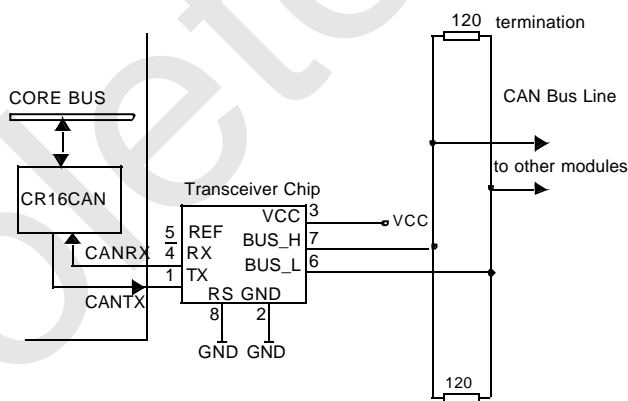 120 termination
CORE BUS
CAN Bus Line
to other modules
CR16CAN
Transceiver Chip
VCC 3 VCC
5 REF
BUS_H 7
4 RX
CANRX
BUS_L 6
1 TX
CANTX
RS GND
8 2
GND GND
120